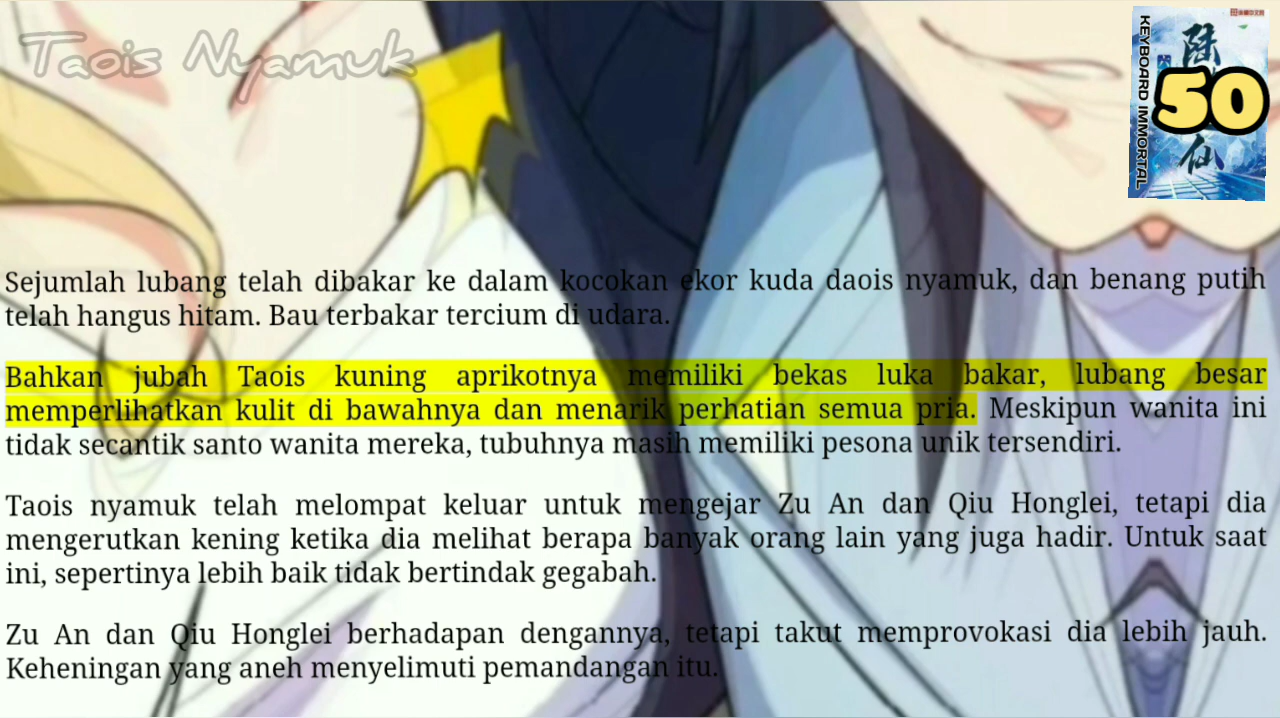 Taois Nyamuk
KEYBOARD IMMORTAL
陆
仙
50
Sejumlah lubang telah dibakar ke dalam kocokan ekor kuda daois nyamuk, dan benang putih
telah hangus hitam. Bau terbakar tercium di udara.
Bahkan jubah Taois kuning aprikotnya memiliki bekas luka bakar, lubang besar
memperlihatkan kulit di bawahnya dan menarik perhatian semua pria. Meskipun wanita ini
tidak secantik santo wanita mereka, tubuhnya masih memiliki pesona unik tersendiri.
Taois nyamuk telah melompat keluar untuk mengejar Zu An dan Qiu Honglei, tetapi dia
mengerutkan kening ketika dia melihat berapa banyak orang lain yang juga hadir. Untuk saat
ini, sepertinya lebih baik tidak bertindak gegabah.
Zu An dan Qiu Honglei berhadapan dengannya, tetapi takut memprovokasi dia lebih jauh.
Keheningan yang aneh menyelimuti pemandangan itu.